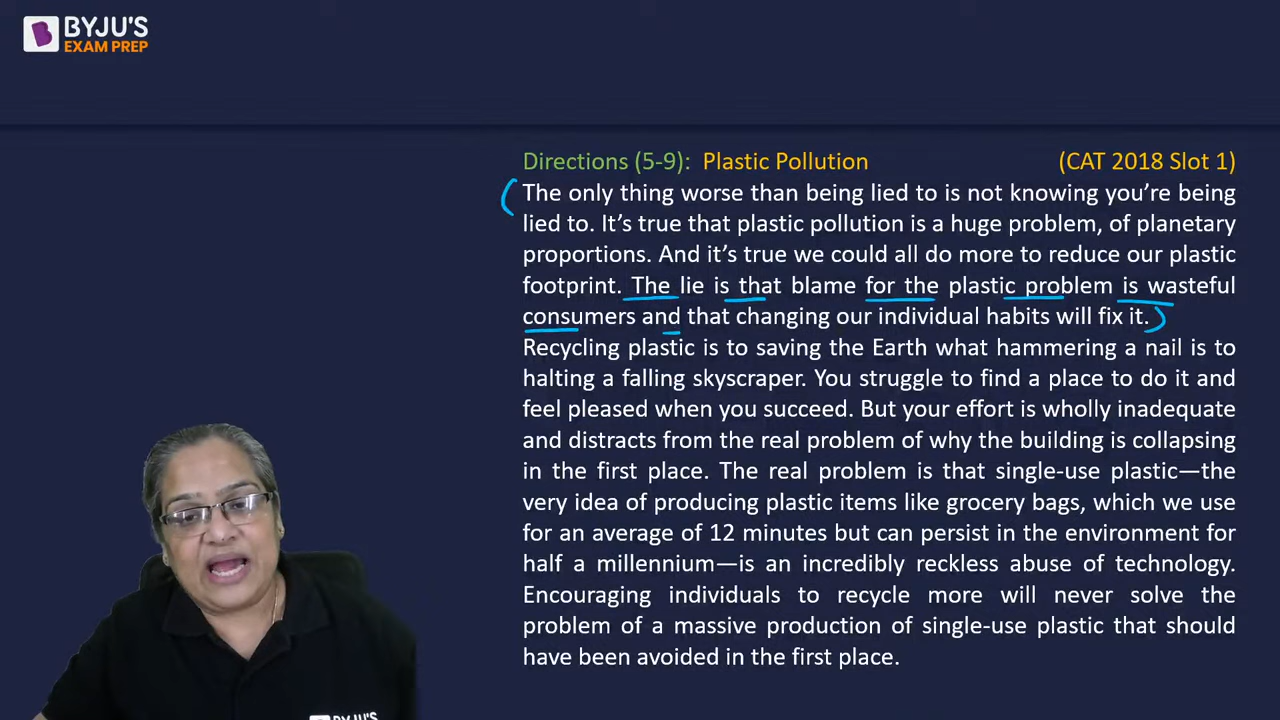 BYJU'S
EXAM PREP
Directions (5-9): Plastic Pollution (CAT 2018 Slot 1)
The only thing worse than being lied to is not knowing you’re being
lied to. It’s true that plastic pollution is a huge problem, of planetary
proportions. And it’s true we could all do more to reduce our plastic
footprint. The lie is that blame for the plastic problem is wasteful
consumers and that changing our individual habits will fix it.
Recycling plastic is to saving the Earth what hammering a nail is to
halting a falling skyscraper. You struggle to find a place to do it and
feel pleased when you succeed. But your effort is wholly inadequate
and distracts from the real problem of why the building is collapsing
in the first place. The real problem is that single-use plastic—the
very idea of producing plastic items like grocery bags, which we use
for an average of 12 minutes but can persist in the environment for
half a millennium—is an incredibly reckless abuse of technology.
Encouraging individuals to recycle more will never solve the
problem of a massive production of single-use plastic that should
have been avoided in the first place.
BYJU'S